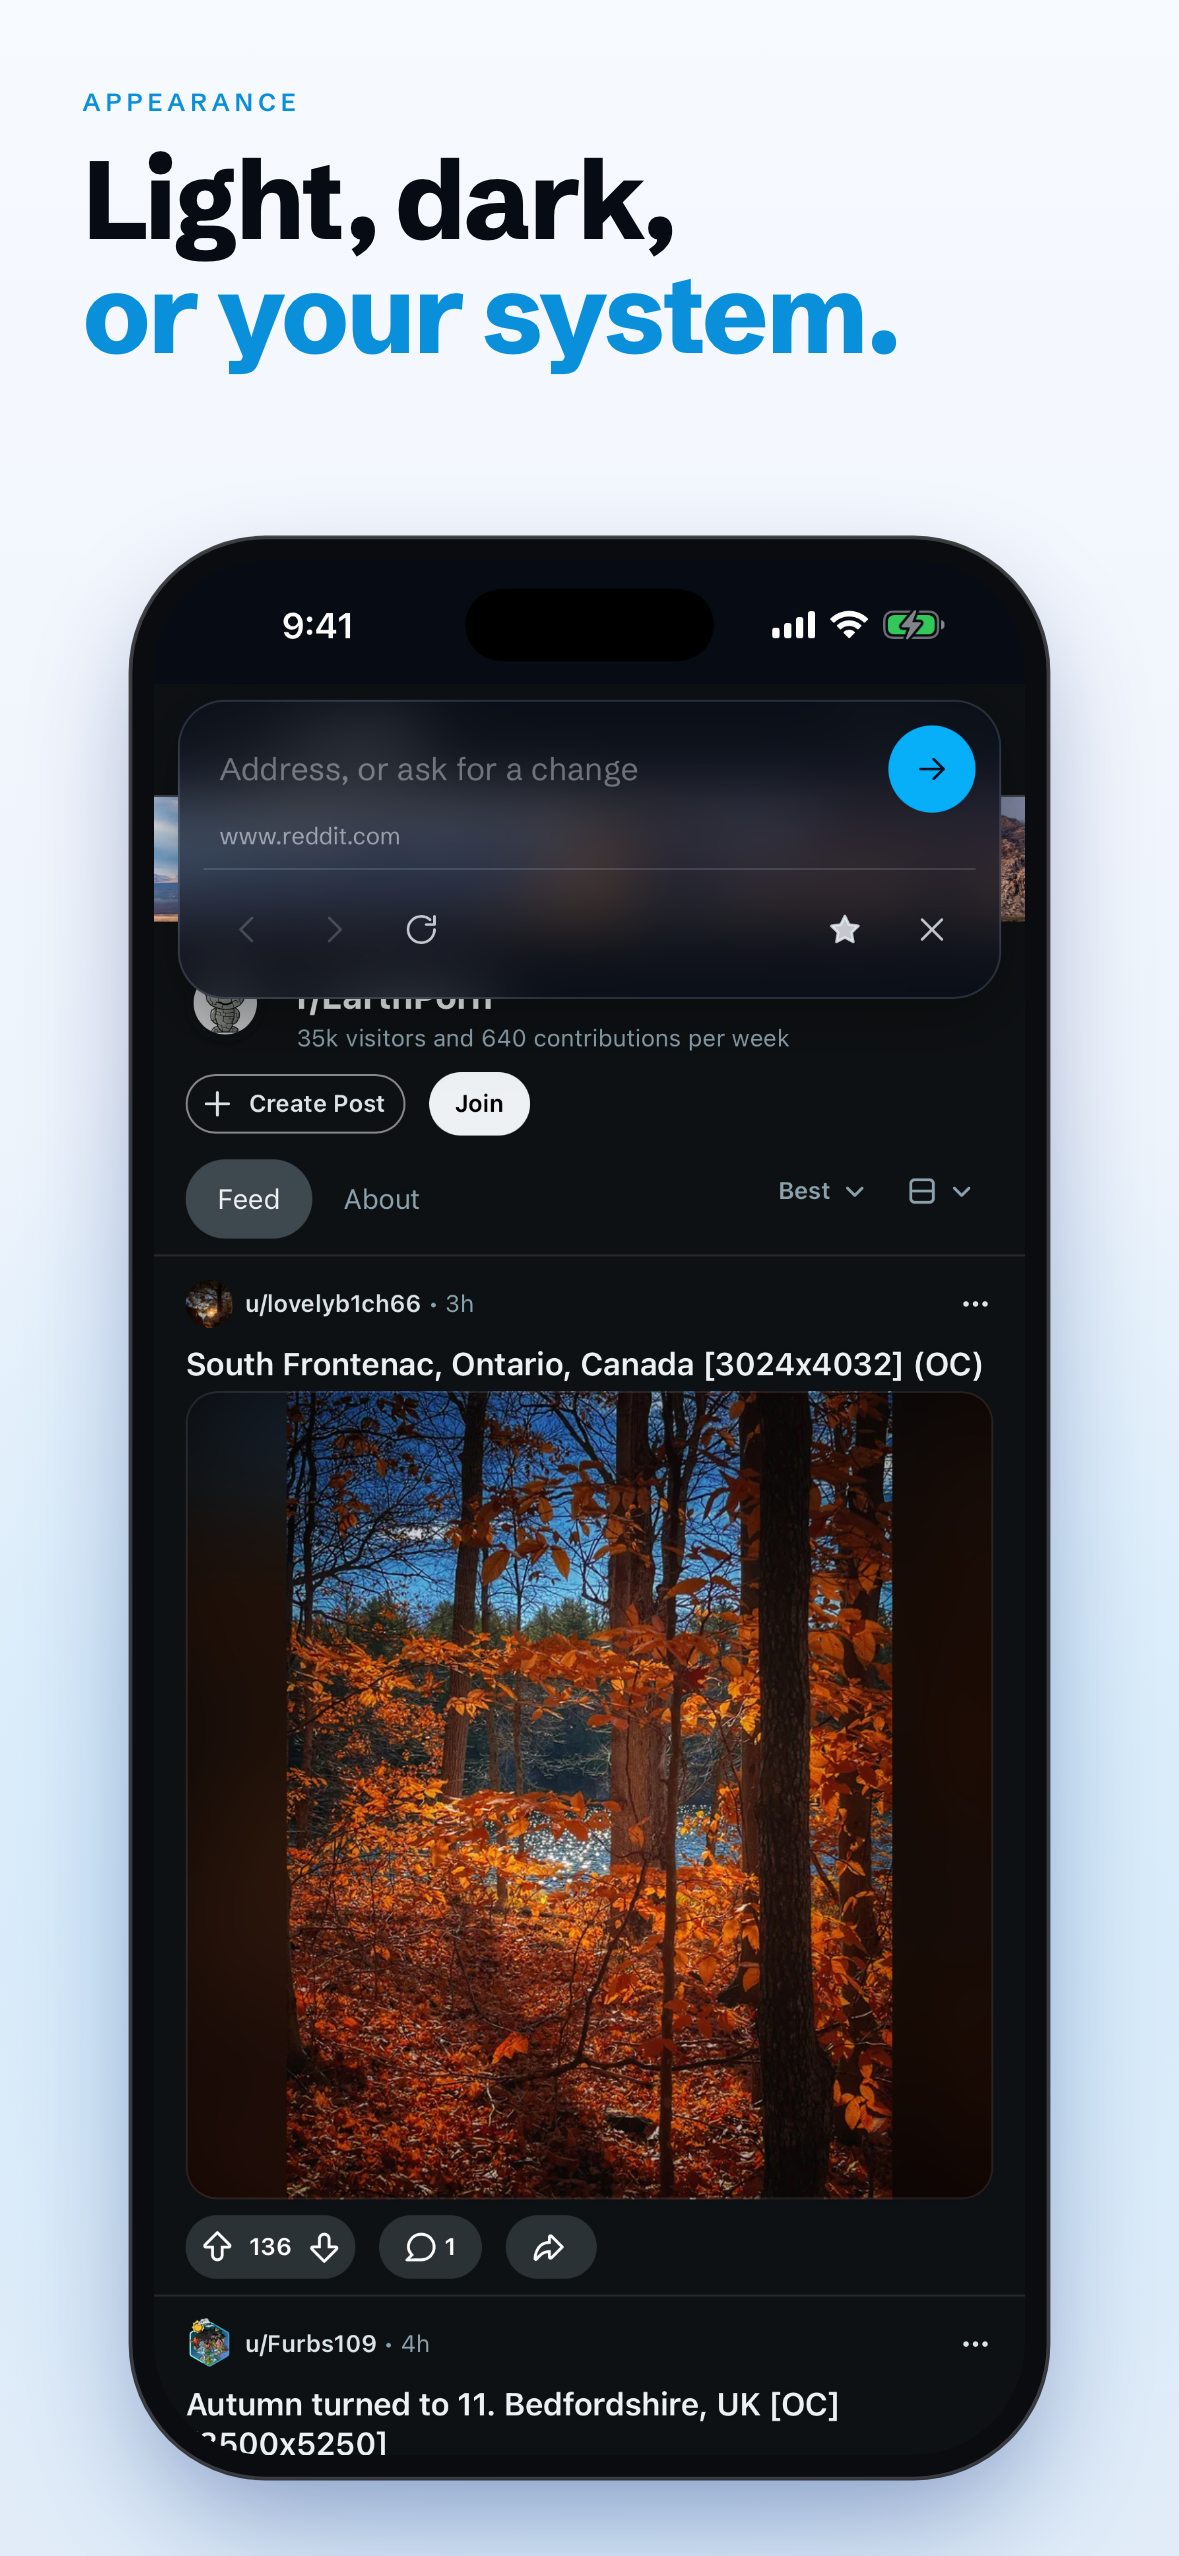 APPEARANCE
Light, dark,
or your system.
9:41
Address, or ask for a change
www.reddit.com
r/EarthPorn
35k visitors and 640 contributions per week
Create Post
Join
Feed
About
Best
u/lovelyb1ch66 • 3h
South Frontenac, Ontario, Canada [3024x4032] (OC)
136
1
u/Furbs109 • 4h
Autumn turned to 11. Bedfordshire, UK [OC]
3500x5250]